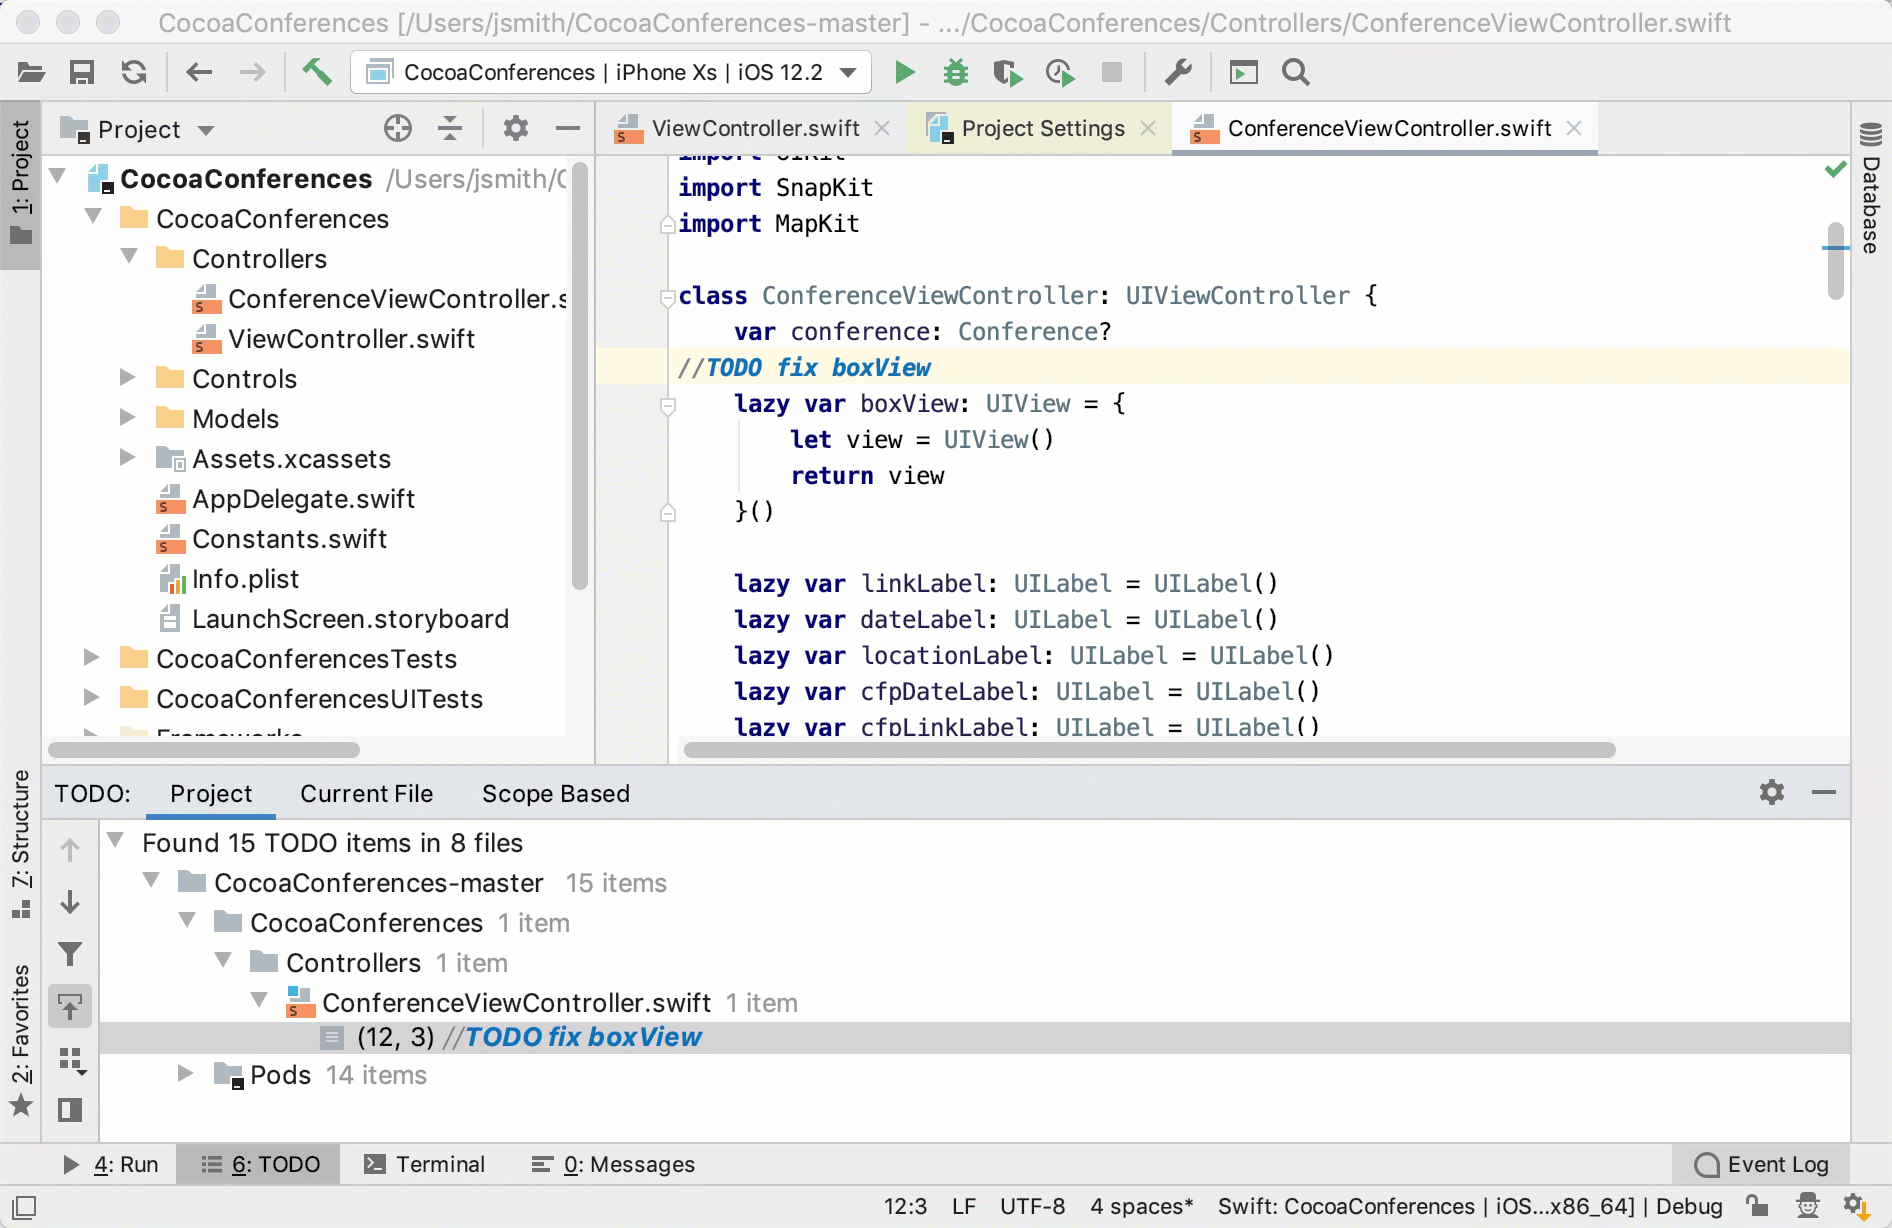 CocoaConferences [/Users/jsmith/CocoaConferences-master] - .../CocoaConferences/Controllers/ConferenceViewController.swift
CocoaConferences | iPhone Xs | iOS 12.2
1: Project
Project
ViewController.swift
Project Settings
ConferenceViewController.swift
Database
CocoaConferences /Users/jsmith/C
CocoaConferences
Controllers
ConferenceViewController.s
ViewController.swift
Controls
Models
Assets.xcassets
AppDelegate.swift
Constants.swift
Info.plist
LaunchScreen.storyboard
CocoaConferencesTests
CocoaConferencesUITests
Frameworks
import UIKit
import SnapKit
import MapKit
class ConferenceViewController: UIViewController {
var conference: Conference?
//TODO fix boxView
lazy var boxView: UIView = {
let view = UIView()
return view
}()
lazy var linkLabel: UILabel = UILabel()
lazy var dateLabel: UILabel = UILabel()
lazy var locationLabel: UILabel = UILabel()
lazy var cfpDateLabel: UILabel = UILabel()
lazy var cfpLinkLabel: UILabel = UILabel()
7: Structure
2: Favorites
TODO: Project Current File Scope Based
Found 15 TODO items in 8 files
CocoaConferences-master 15 items
CocoaConferences 1 item
Controllers 1 item
ConferenceViewController.swift 1 item
(12, 3) //TODO fix boxView
Pods 14 items
4: Run 6: TODO Terminal 0: Messages Event Log
12:3 LF UTF-8 4 spaces* Swift: CocoaConferences | iOS...x86_64] | Debug